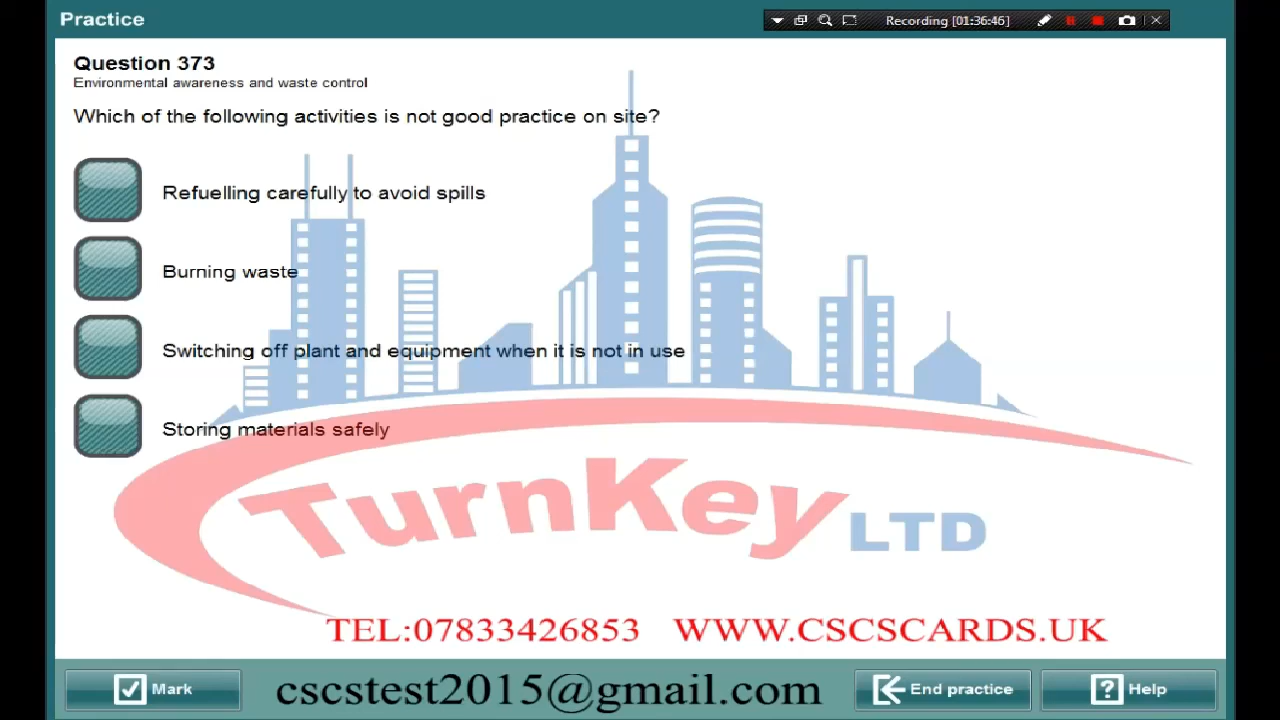 Practice
Recording [01:36:46]
Question 373
Environmental awareness and waste control
Which of the following activities is not good practice on site?
Refuelling carefully to avoid spills
Burning waste
Switching off plant and equipment when it is not in use
Storing materials safely
TurnKey LTD
TEL:07833426853 WWW.CSCSCARDS.UK
Mark
cscstest2015@gmail.com
End practice
? Help